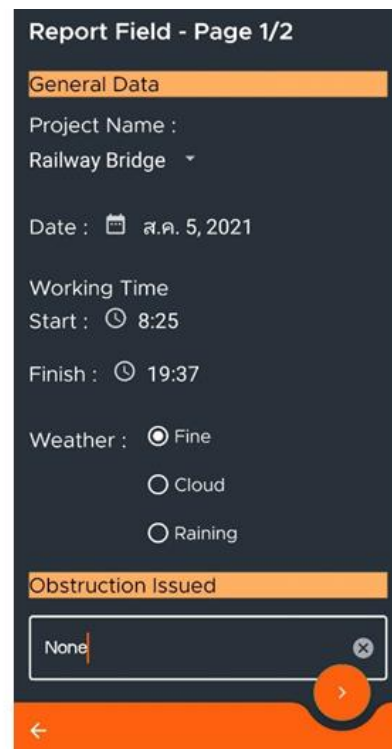 Report Field - Page 1/2
General Data
Project Name :
Railway Bridge
Date : ส.ค. 5, 2021
Working Time
Start : 8:25
Finish : 19:37
Weather : Fine
Cloud
Raining
Obstruction Issued
None